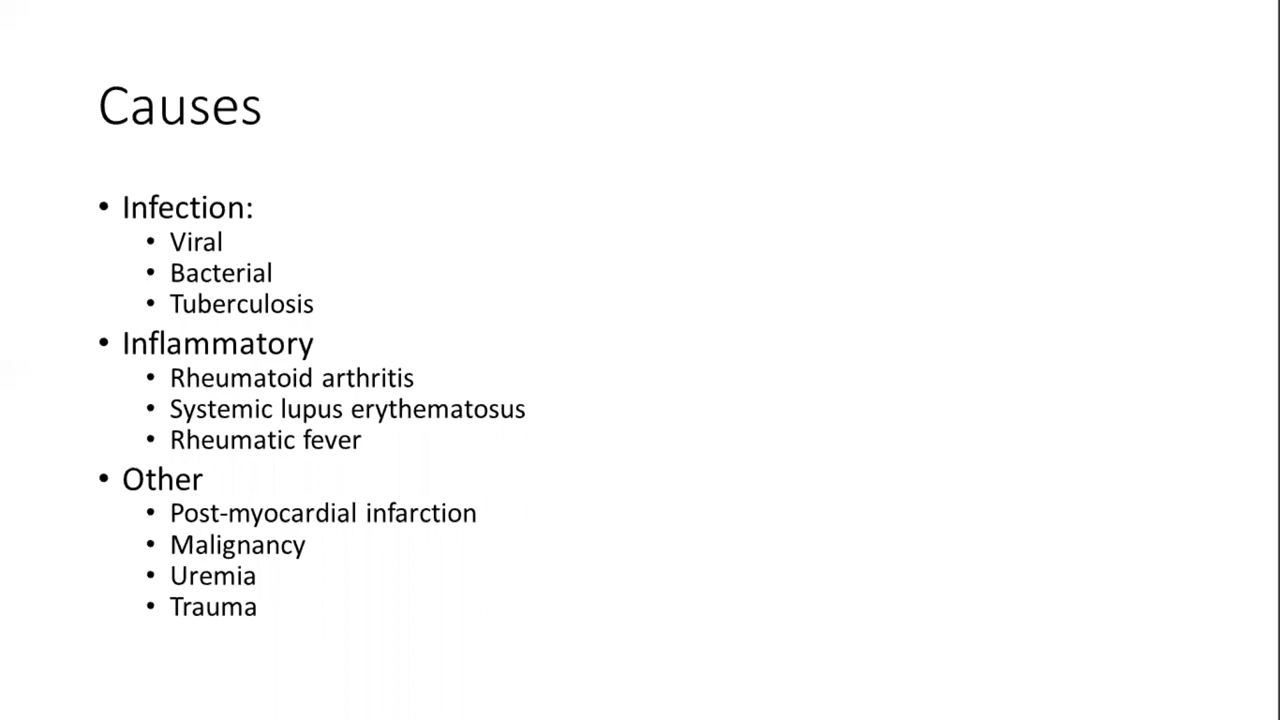 Causes
• Infection:
• Viral
• Bacterial
• Tuberculosis
• Inflammatory
• Rheumatoid arthritis
• Systemic lupus erythematosus
• Rheumatic fever
• Other
• Post-myocardial infarction
• Malignancy
• Uremia
• Trauma